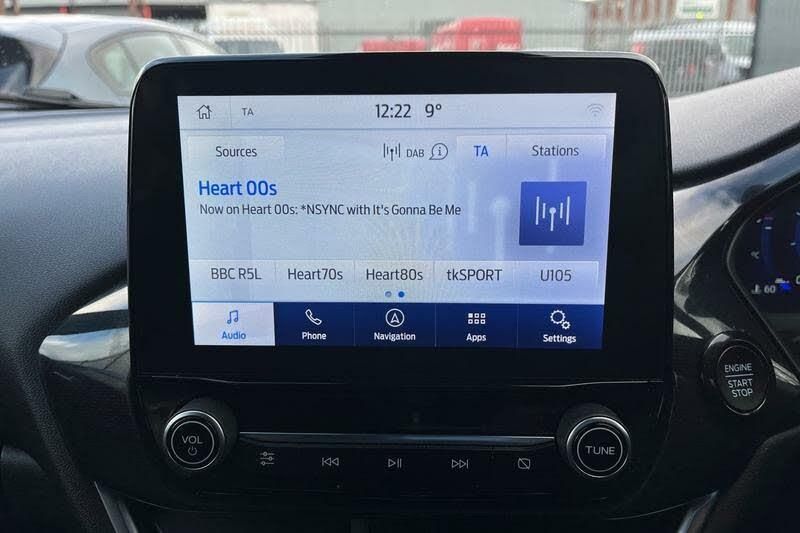 TA
12:22 9°
Sources
DAB
TA
Stations
Heart 00s
Now on Heart 00s: *NSYNC with It's Gonna Be Me
BBC R5L Heart70s Heart80s tkSPORT U105
Audio Phone Navigation Apps Settings
60
ENGINE
START
STOP
VOL
TUNE